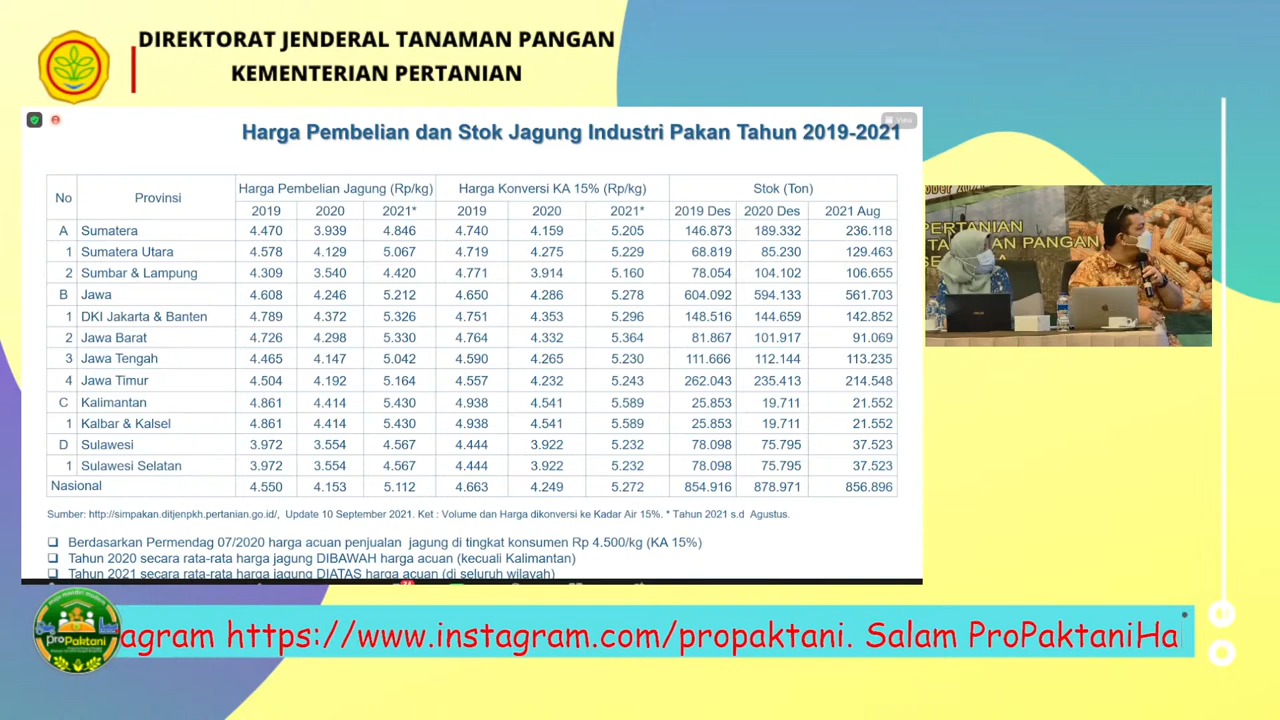 DIREKTORAT JENDERAL TANAMAN PANGAN
KEMENTERIAN PERTANIAN
View
Harga Pembelian dan Stok Jagung Industri Pakan Tahun 2019-2021
No Provinsi Harga Pembelian Jagung (Rp/kg) Harga Konversi KA 15% (Rp/kg) Stok (Ton)
2019 2020 2021* 2019 2020 2021* 2019 Des 2020 Des 2021 Aug
A Sumatera 4.470 3.939 4.846 4.740 4.159 5.205 146.873 189.332 236.118
1 Sumatera Utara 4.578 4.129 5.067 4.719 4.275 5.229 68.819 85.230 129.463
2 Sumbar & Lampung 4.309 3.540 4.420 4.771 3.914 5.160 78.054 104.102 106.655
B Jawa 4.608 4.246 5.212 4.650 4.286 5.278 604.092 594.133 561.703
1 DKI Jakarta & Banten 4.789 4.372 5.326 4.751 4.353 5.296 148.516 144.659 142.852
2 Jawa Barat 4.726 4.298 5.330 4.764 4.332 5.364 81.867 101.917 91.069
3 Jawa Tengah 4.465 4.147 5.042 4.590 4.265 5.230 111.666 112.144 113.235
4 Jawa Timur 4.504 4.192 5.164 4.557 4.232 5.243 262.043 235.413 214.548
C Kalimantan 4.861 4.414 5.430 4.938 4.541 5.589 25.853 19.711 21.552
1 Kalbar & Kalsel 4.861 4.414 5.430 4.938 4.541 5.589 25.853 19.711 21.552
D Sulawesi 3.972 3.554 4.567 4.444 3.922 5.232 78.098 75.795 37.523
1 Sulawesi Selatan 3.972 3.554 4.567 4.444 3.922 5.232 78.098 75.795 37.523
Nasional 4.550 4.153 5.112 4.663 4.249 5.272 854.916 878.971 856.896
Sumber: http://simpakan.ditjenpkh.pertanian.go.id/, Update 10 September 2021. Ket : Volume dan Harga dikonversi ke Kadar Air 15%. * Tahun 2021 s.d Agustus.
Berdasarkan Permendag 07/2020 harga acuan penjualan jagung di tingkat konsumen Rp 4.500/kg (KA 15%)
Tahun 2020 secara rata-rata harga jagung DIBAWAH harga acuan (kecuali Kalimantan)
Tahun 2021 secara rata-rata harga jagung DIATAS harga acuan (di seluruh wilayah)
PERTANIAN
PANGAN
proPaktani
agram https://www.instagram.com/propaktani. Salam ProPaktaniHa